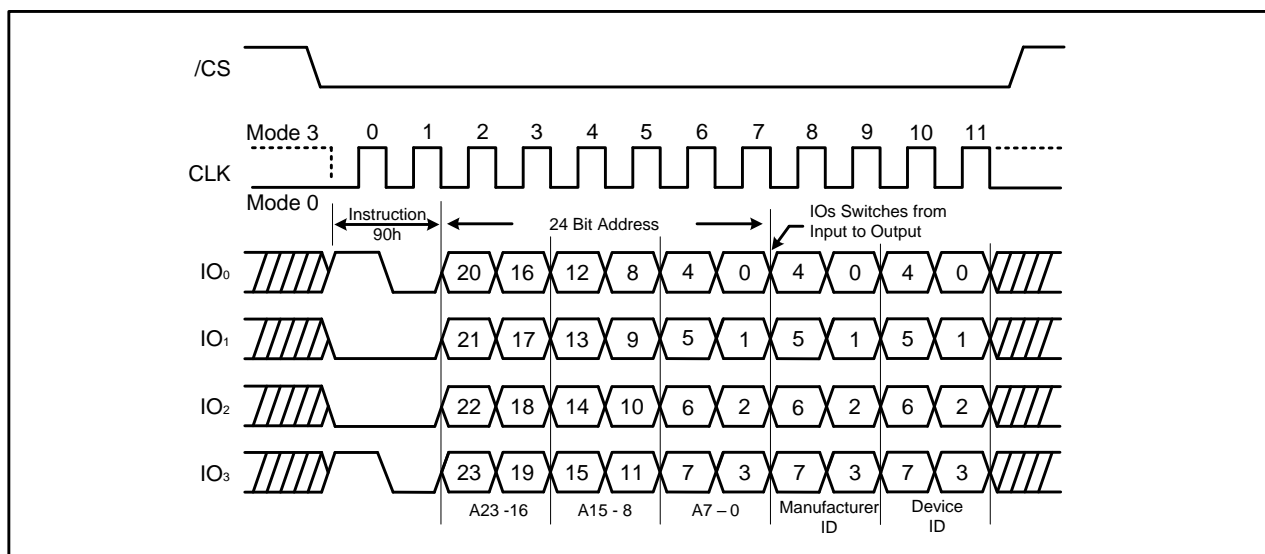 /CS
Mode 3 0 1 2 3 4 5 6 7 8 9 10 11
CLK
Mode 0
Instruction
90h
24 Bit Address
IOs Switches from
Input to Output
IO0 20 16 12 8 4 0 4 0 4 0
IO1 21 17 13 9 5 1 5 1 5 1
IO2 22 18 14 10 6 2 6 2 6 2
IO3 23 19 15 11 7 3 7 3 7 3
A23 -16 A15 - 8 A7 – 0 Manufacturer Device
ID ID